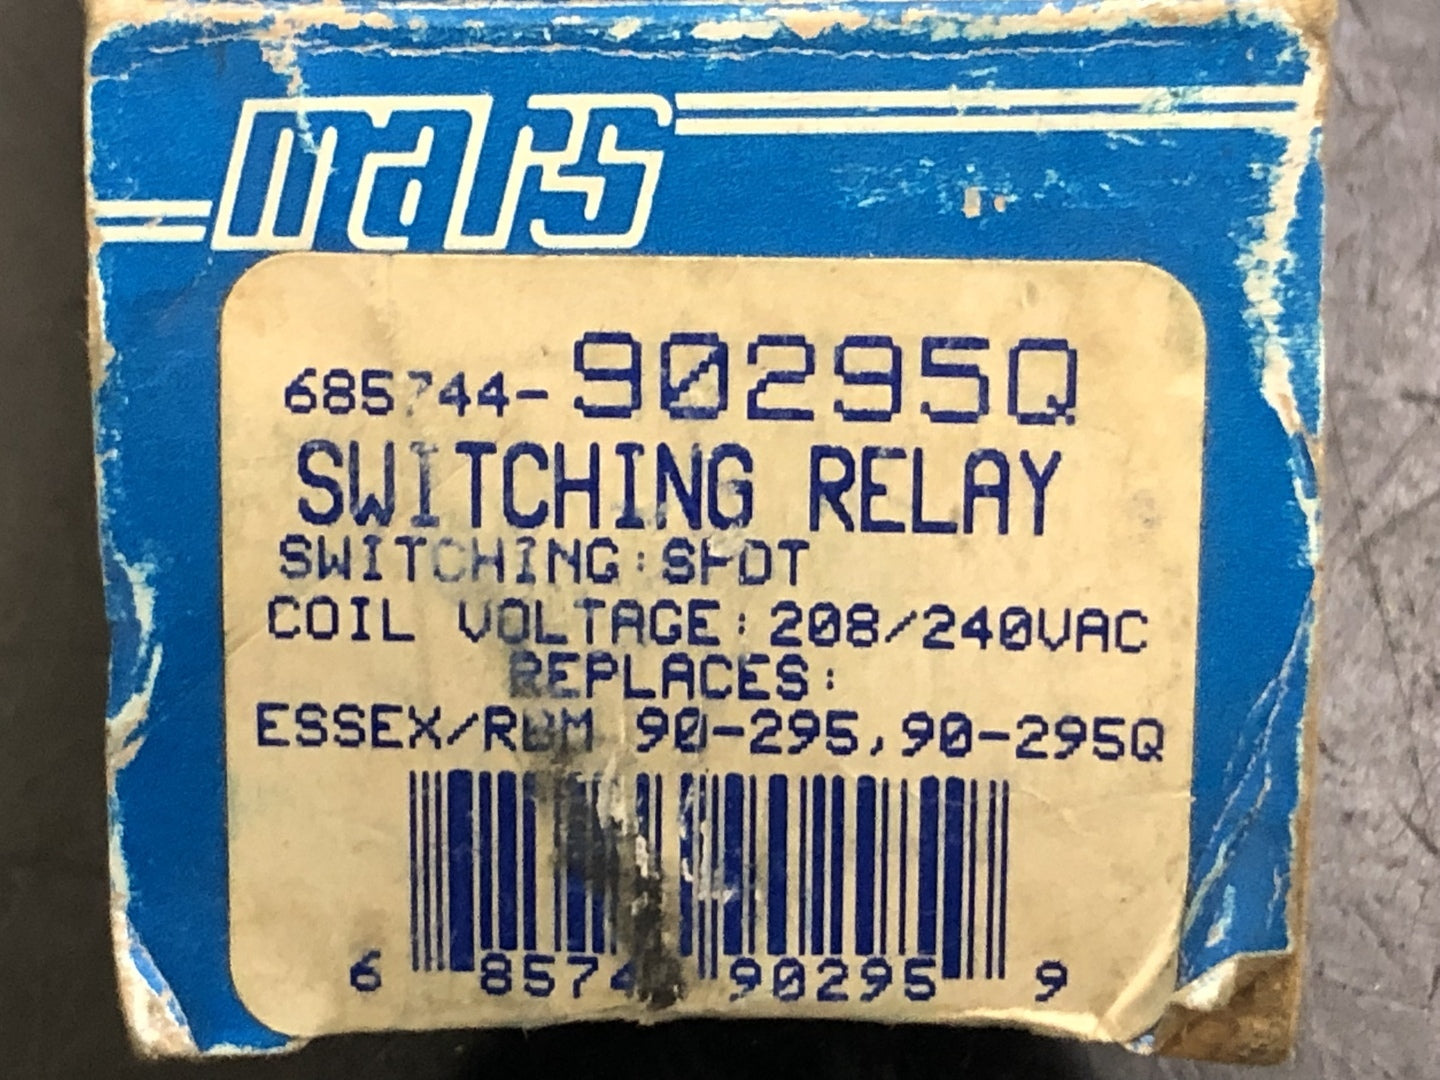 mars
685744-90295Q
SWITCHING RELAY
SWITCHING: SPDT
COIL VOLTAGE: 208/240VAC
REPLACES:
ESSEX/RBM 90-295, 90-295Q
6 85744 90295 9